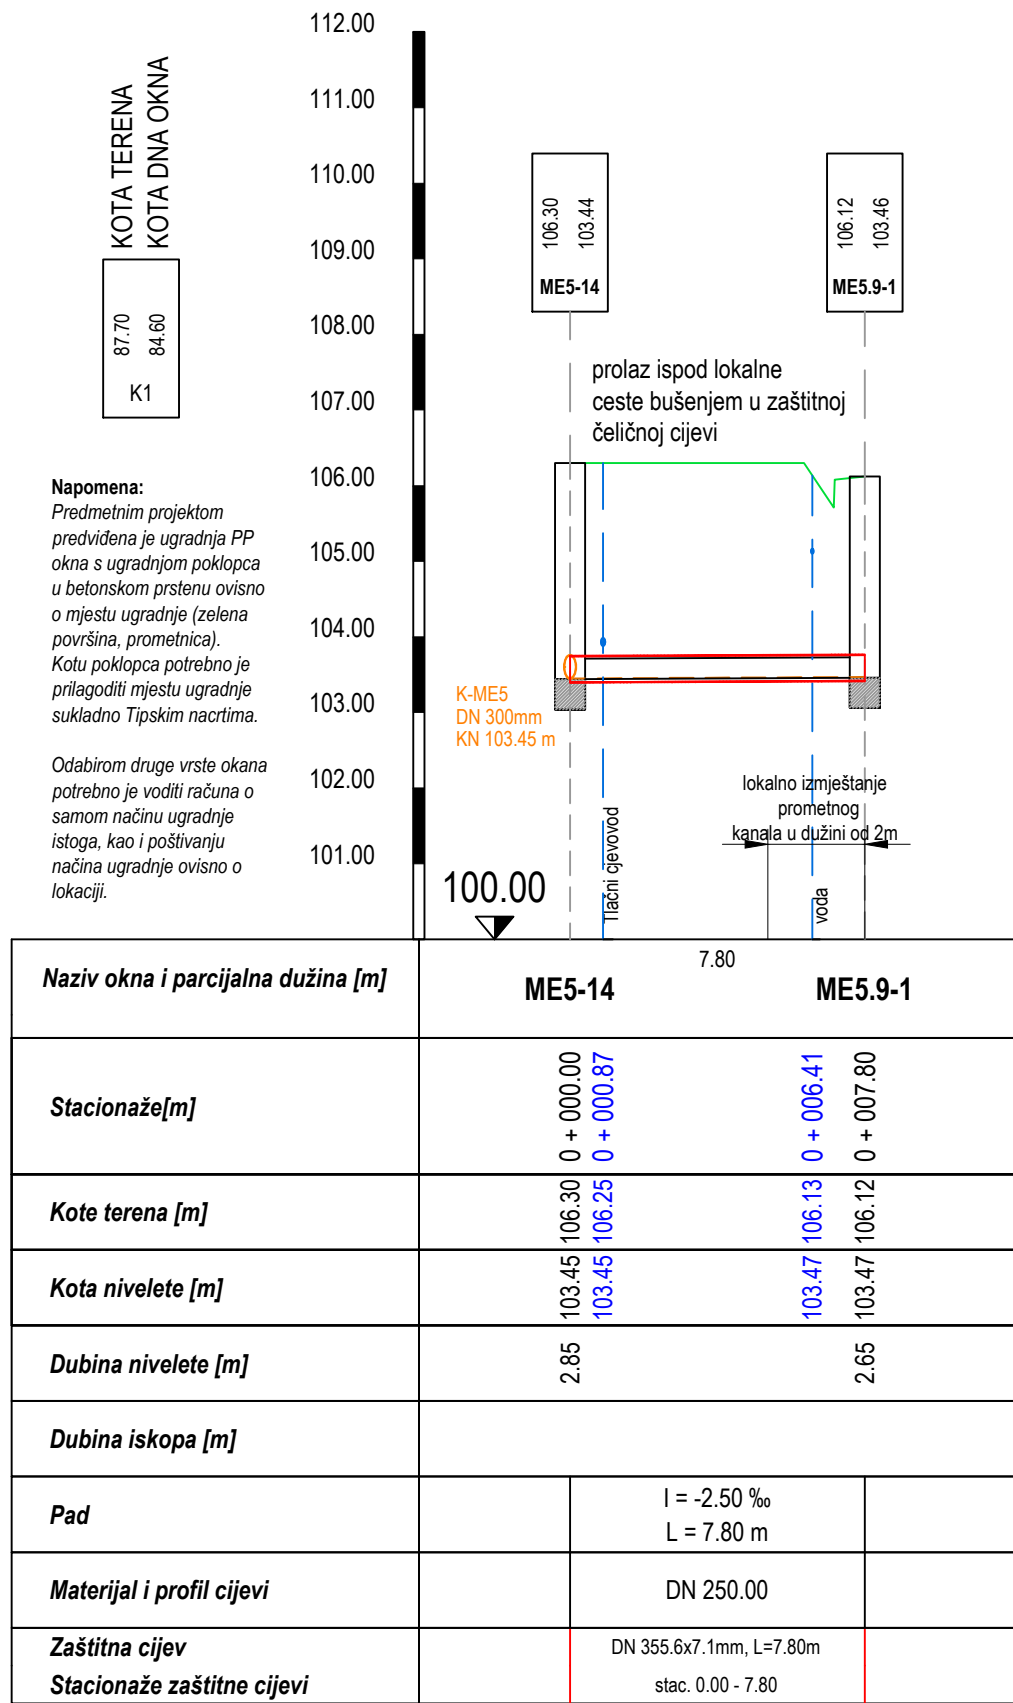 112.00
111.00
110.00
109.00
108.00
107.00
106.00
105.00
104.00
103.00
102.00
101.00
100.00
KOTA TERENA
KOTA DNA OKNA
87.70
84.60
K1
Napomena:
Predmetnim projektom
predviđena je ugradnja PP
okna s ugradnjom poklopca
u betonskom prstenu ovisno
o mjestu ugradnje (zelena
površina, prometnica).
Kotu poklopca potrebno je
prilagoditi mjestu ugradnje
sukladno Tipskim nacrtima.
Odabirom druge vrste okana
potrebno je voditi računa o
samom načinu ugradnje
istoga, kao i poštivanju
načina ugradnje ovisno o
lokaciji.
106.30
103.44
ME5-14
106.12
103.46
ME5.9-1
prolaz ispod lokalne
ceste bušenjem u zaštitnoj
čeličnoj cijevi
K-ME5
DN 300mm
KN 103.45 m
lokalno izmještanje
prometnog
kanala u dužini od 2m
Tlačni cjevovod
voda
Naziv okna i parcijalna dužina [m]
7.80
ME5-14
ME5.9-1
Stacionaže[m]
0 + 000.00
0 + 000.87
0 + 006.41
0 + 007.80
Kote terena [m]
106.30
106.25
106.13
106.12
Kota nivelete [m]
103.45
103.45
103.47
103.47
Dubina nivelete [m]
2.85
2.65
Dubina iskopa [m]
Pad
I = -2.50 ‰
L = 7.80 m
Materijal i profil cijevi
DN 250.00
Zaštitna cijev
DN 355.6x7.1mm, L=7.80m
Stacionaže zaštitne cijevi
stac. 0.00 - 7.80